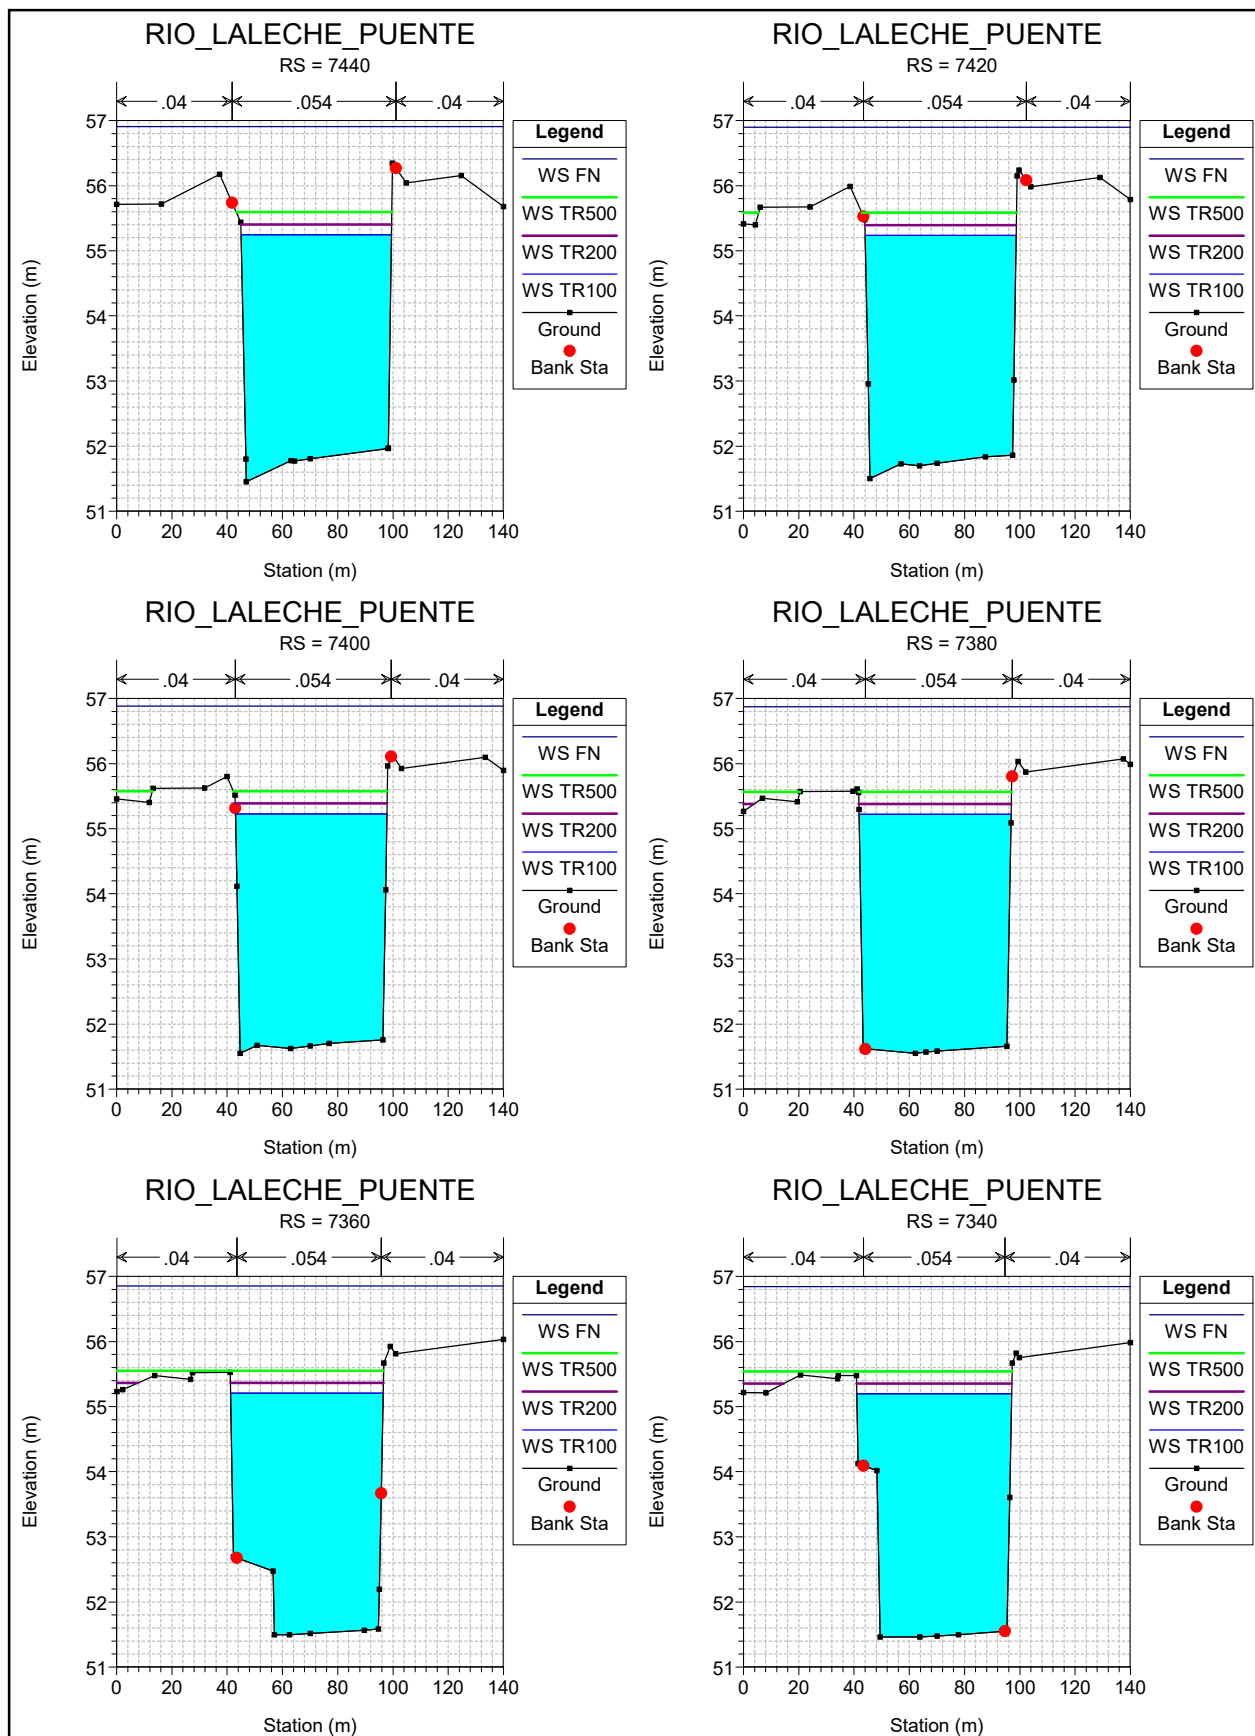 RIO_LALECHE_PUENTE
RS = 7440
.04 .054 .04
57
56
55
54
53
52
51
Elevation (m)
0 20 40 60 80 100 120 140
Station (m)
Legend
WS FN
WS TR500
WS TR200
WS TR100
Ground
Bank Sta
RIO_LALECHE_PUENTE
RS = 7420
.04 .054 .04
57
56
55
54
53
52
51
Elevation (m)
0 20 40 60 80 100 120 140
Station (m)
Legend
WS FN
WS TR500
WS TR200
WS TR100
Ground
Bank Sta
RIO_LALECHE_PUENTE
RS = 7400
.04 .054 .04
57
56
55
54
53
52
51
Elevation (m)
0 20 40 60 80 100 120 140
Station (m)
Legend
WS FN
WS TR500
WS TR200
WS TR100
Ground
Bank Sta
RIO_LALECHE_PUENTE
RS = 7380
.04 .054 .04
57
56
55
54
53
52
51
Elevation (m)
0 20 40 60 80 100 120 140
Station (m)
Legend
WS FN
WS TR500
WS TR200
WS TR100
Ground
Bank Sta
RIO_LALECHE_PUENTE
RS = 7360
.04 .054 .04
57
56
55
54
53
52
51
Elevation (m)
0 20 40 60 80 100 120 140
Station (m)
Legend
WS FN
WS TR500
WS TR200
WS TR100
Ground
Bank Sta
RIO_LALECHE_PUENTE
RS = 7340
.04 .054 .04
57
56
55
54
53
52
51
Elevation (m)
0 20 40 60 80 100 120 140
Station (m)
Legend
WS FN
WS TR500
WS TR200
WS TR100
Ground
Bank Sta